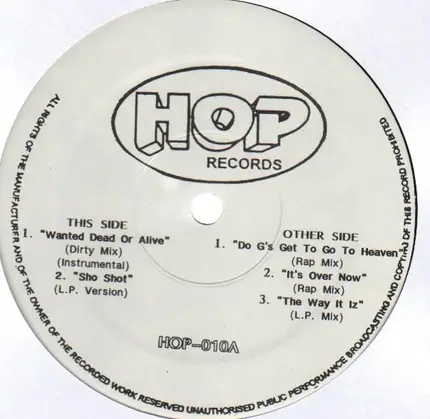 HOP
RECORDS
THIS SIDE
1. "Wanted Dead Or Alive"
(Dirty Mix)
(Instrumental)
2. "Sho Shot"
(L.P. Version)
OTHER SIDE
1. "Do G's Get To Go To Heaven"
(Rap Mix)
2. "It's Over Now"
(Rap Mix)
3. "The Way It Iz"
(L.P. Mix)
HOP-010A
ALL RIGHTS OF THE MANUFACTURER AND OF THE OWNER OF THE RECORDED WORK RESERVED UNAUTHORISED PUBLIC PERFORMANCE BROADCASTING AND COPYING OF THIS RECORD PROHIBITED